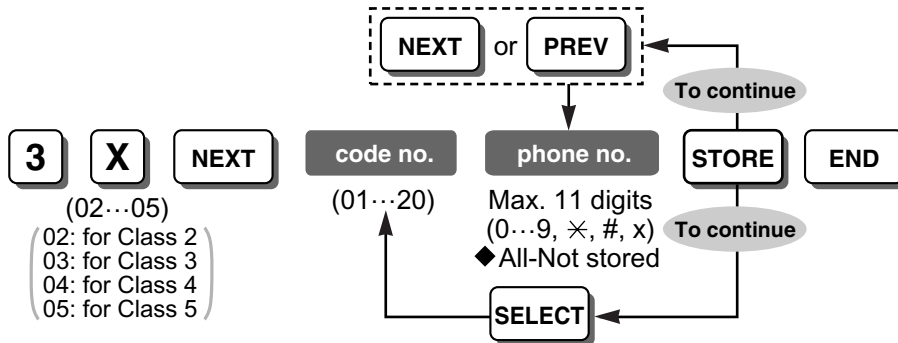 NEXT or PREV
To continue
3 X NEXT code no. phone no. STORE END
(02···05) (01···20) Max. 11 digits
(0···9, ✳, #, x)
To continue
02: for Class 2
03: for Class 3
04: for Class 4
05: for Class 5
◆All-Not stored
SELECT